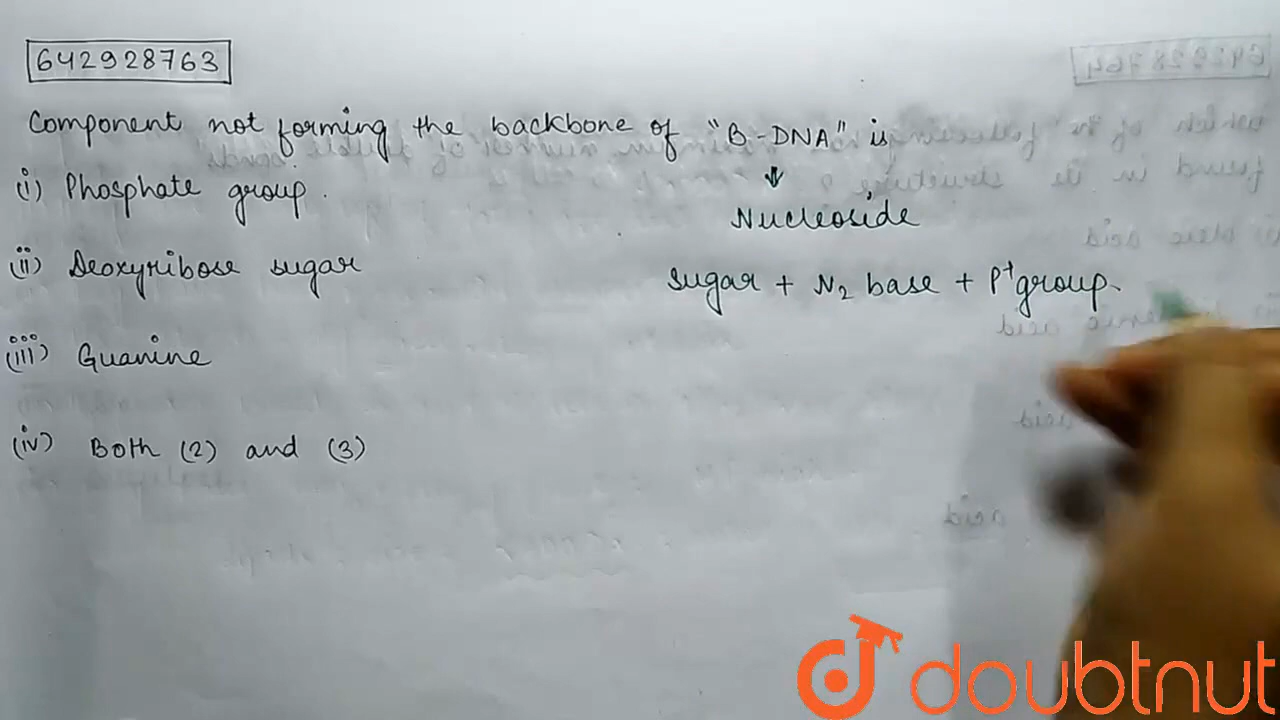 642928763
Component not forming the backbone of "B-DNA" is
(i) Phosphate group.
Nucleoside
(ii) Deoxyribose sugar
sugar + N2 base + P+ group.
(iii) Guanine
(iv) Both (2) and (3)
doubtnut